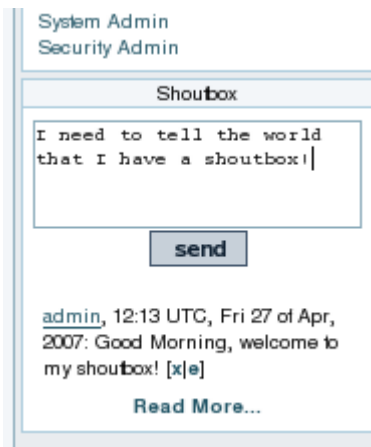 System Admin
Security Admin
Shoutbox
I need to tell the world
that I have a shoutbox!
send
admin, 12:13 UTC, Fri 27 of Apr,
2007: Good Morning, welcome to
my shoutbox! [x|e]
Read More...